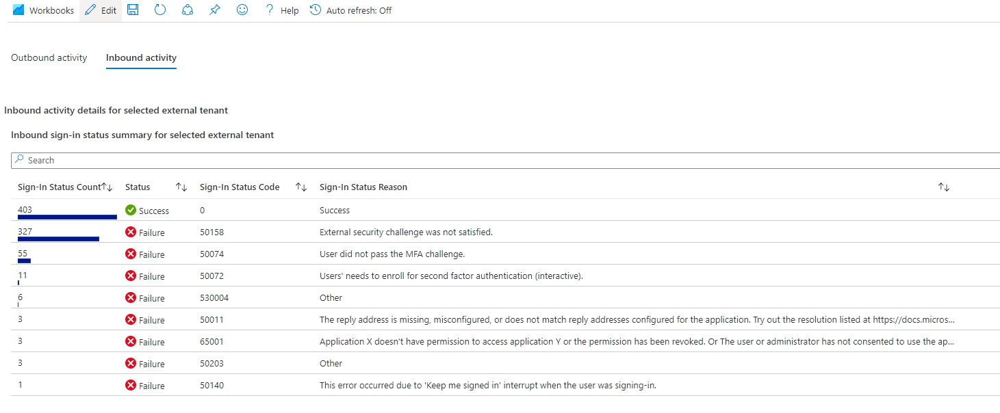 Workbooks Edit Help Auto refresh: Off
Outbound activity Inbound activity
Inbound activity details for selected external tenant
Inbound sign-in status summary for selected external tenant
Search
Sign-In Status Count Status Sign-In Status Code Sign-In Status Reason
403 Success 0 Success
327 Failure 50158 External security challenge was not satisfied.
55 Failure 50074 User did not pass the MFA challenge.
11 Failure 50072 Users' needs to enroll for second factor authentication (interactive).
6 Failure 530004 Other
3 Failure 50011 The reply address is missing, misconfigured, or does not match reply addresses configured for the application. Try out the resolution listed at https://docs.micros...
3 Failure 65001 Application X doesn't have permission to access application Y or the permission has been revoked. Or The user or administrator has not consented to use the ap...
3 Failure 50203 Other
1 Failure 50140 This error occurred due to 'Keep me signed in' interrupt when the user was signing-in.